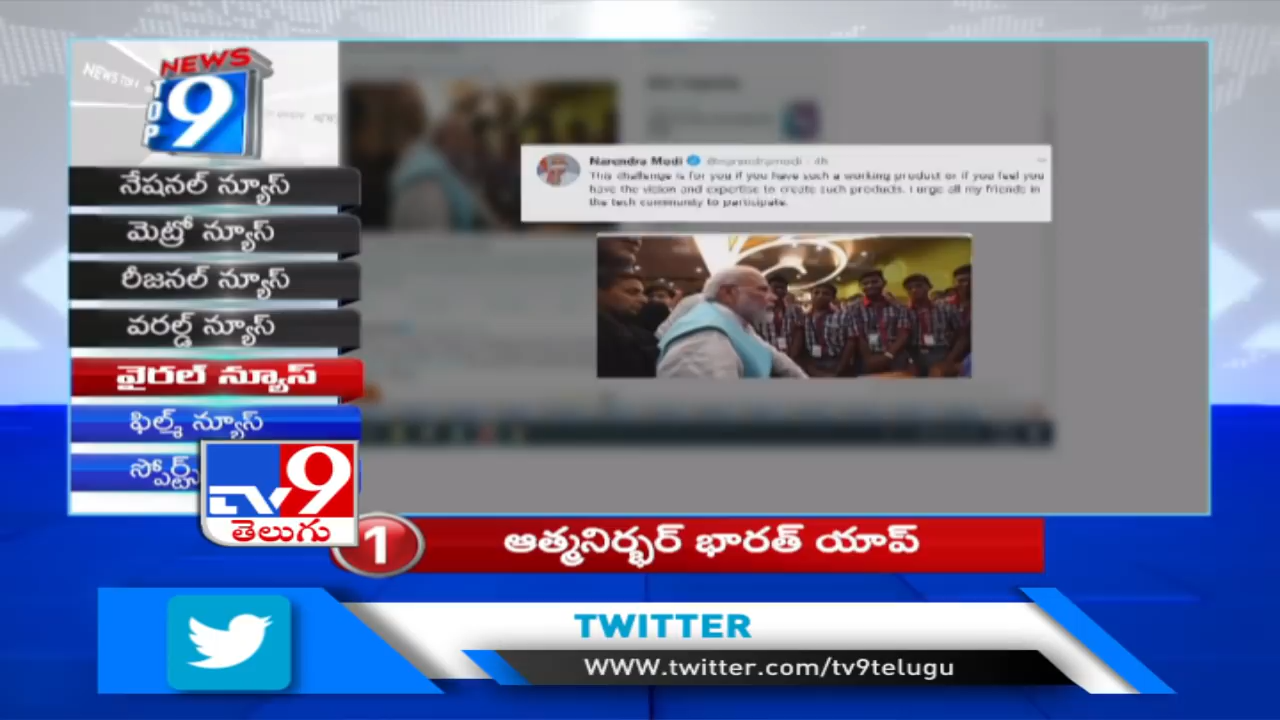 NEWS
TOP
9
నేషనల్ న్యూస్
మెట్రో న్యూస్
రీజనల్ న్యూస్
వరల్డ్ న్యూస్
వైరల్ న్యూస్
ఫిల్మ్ న్యూస్
స్పోర్ట్స్
Narendra Modi @narendramodi · 4h
This challenge is for you if you have such a working product or if you feel you
have the vision and expertise to create such products. I urge all my friends in
the tech community to participate.
TV9
తెలుగు
1 ఆత్మనిర్భర్ భారత్ యాప్
TWITTER
WWW.twitter.com/tv9telugu